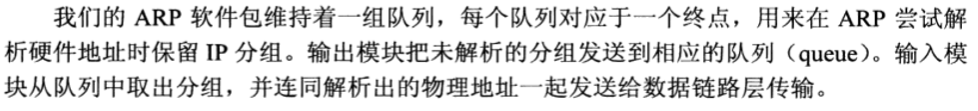 我们的 ARP 软件包维持着一组队列，每个队列对应于一个终点，用来在 ARP 尝试解
析硬件地址时保留 IP 分组。输出模块把未解析的分组发送到相应的队列（queue）。输入模
块从队列中取出分组，并连同解析出的物理地址一起发送给数据链路层传输。